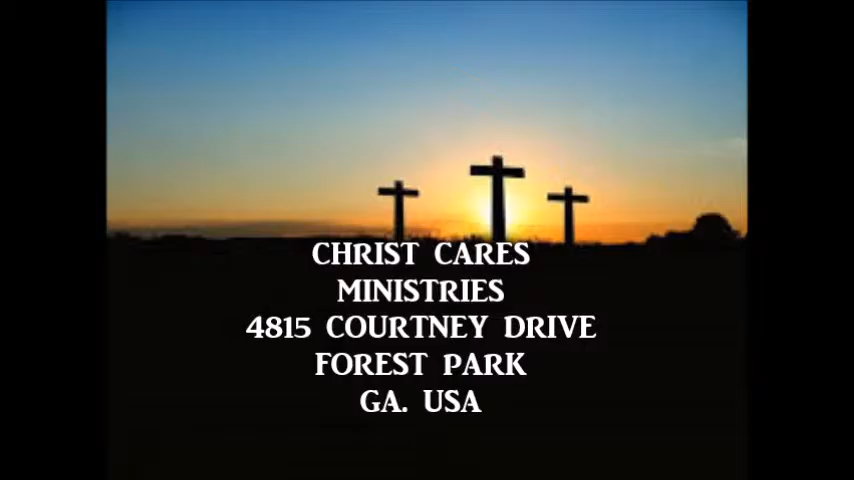 CHRIST CARES
MINISTRIES
4815 COURTNEY DRIVE
FOREST PARK
GA. USA